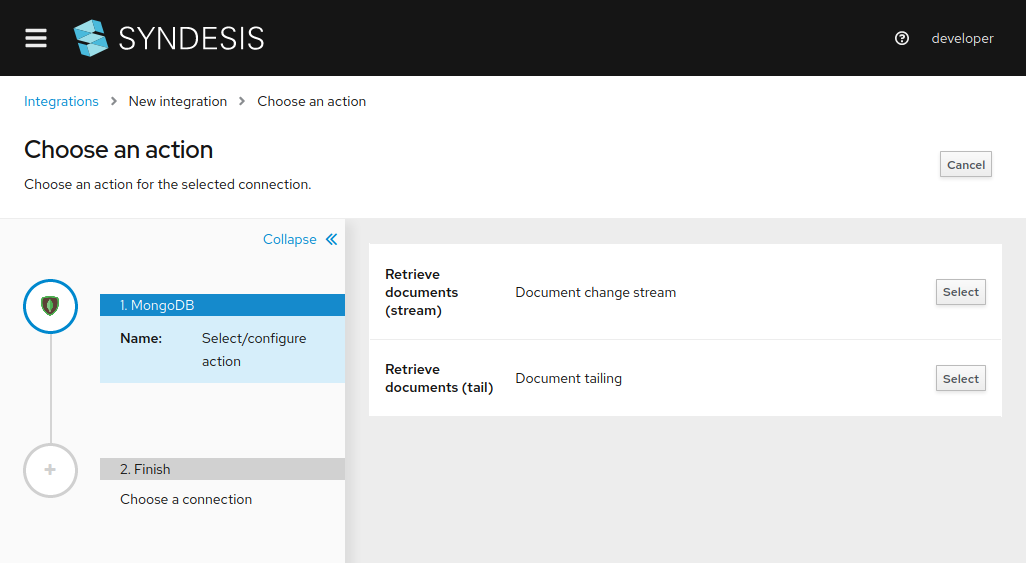 SYNDESIS
developer
Integrations > New integration > Choose an action
Choose an action
Choose an action for the selected connection.
Cancel
Collapse
1. MongoDB
Name: Select/configure
action
2. Finish
Choose a connection
Retrieve
documents
(stream)
Document change stream
Select
Retrieve
documents (tail)
Document tailing
Select